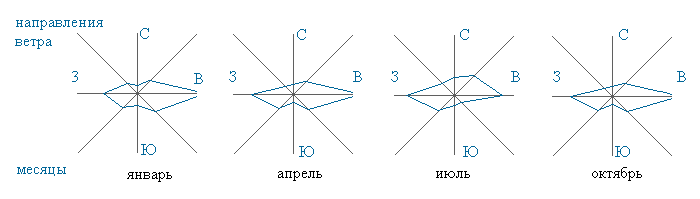 направления
ветра
С
З
В
Ю
С
З
В
Ю
С
З
В
Ю
С
З
В
Ю
месяцы
январь
апрель
июль
октябрь